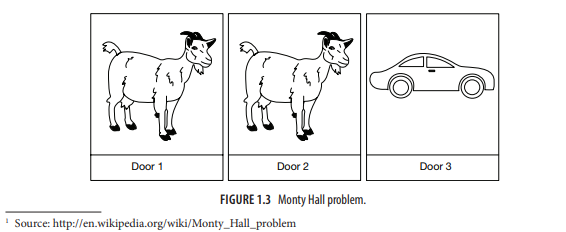 Door 1
Door 2
Door 3
FIGURE 1.3 Monty Hall problem.
1 Source: http://en.wikipedia.org/wiki/Monty_Hall_problem